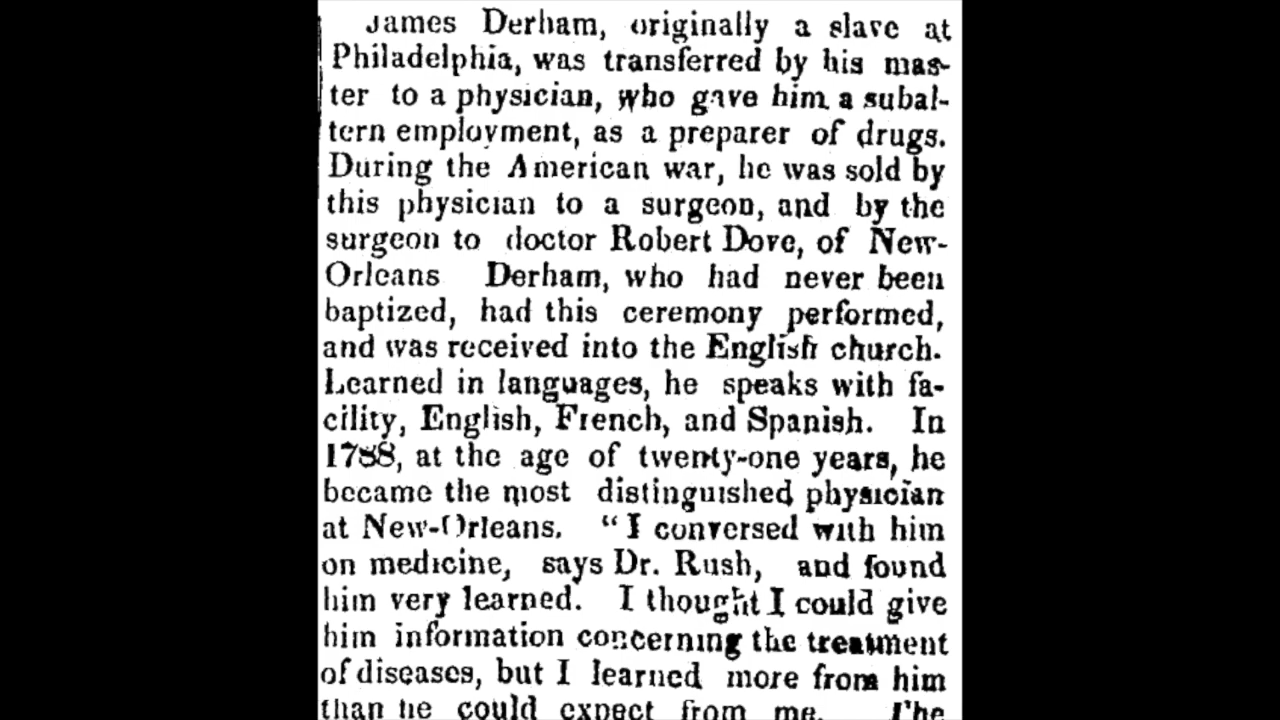 James Derham, originally a slave at
Philadelphia, was transferred by his mas-
ter to a physician, who gave him a subal-
tern employment, as a preparer of drugs.
During the American war, he was sold by
this physician to a surgeon, and by the
surgeon to doctor Robert Dove, of New-
Orleans Derham, who had never been
baptized, had this ceremony performed,
and was received into the English church.
Learned in languages, he speaks with fa-
cility, English, French, and Spanish. In
1788, at the age of twenty-one years, he
became the most distinguished physician
at New-Orleans. “I conversed with him
on medicine, says Dr. Rush, and found
him very learned. I thought I could give
him information concerning the treatment
of diseases, but I learned more from him
than he could expect from me. The